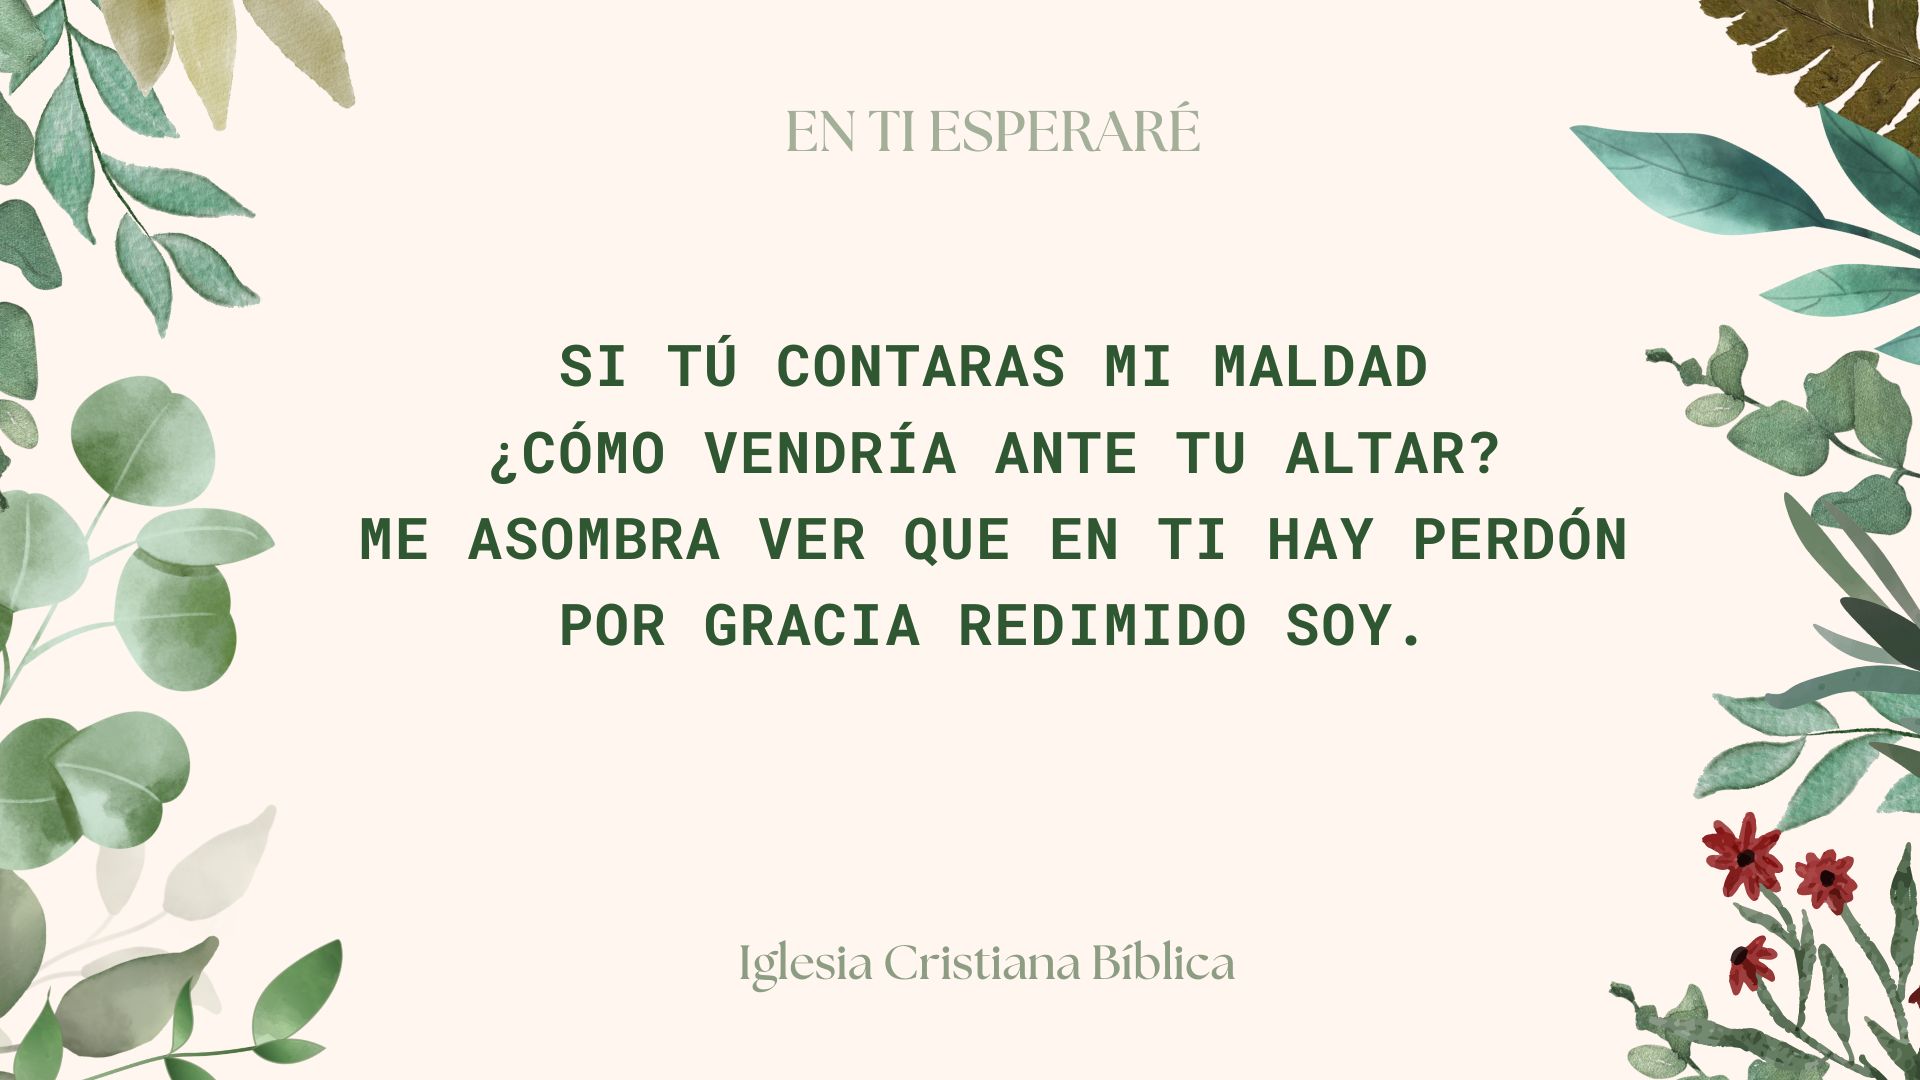 EN TI ESPERARÉ
SI TÚ CONTARAS MI MALDAD
¿CÓMO VENDRÍA ANTE TU ALTAR?
ME ASOMBRA VER QUE EN TI HAY PERDÓN
POR GRACIA REDIMIDO SOY.
Iglesia Cristiana Bíblica